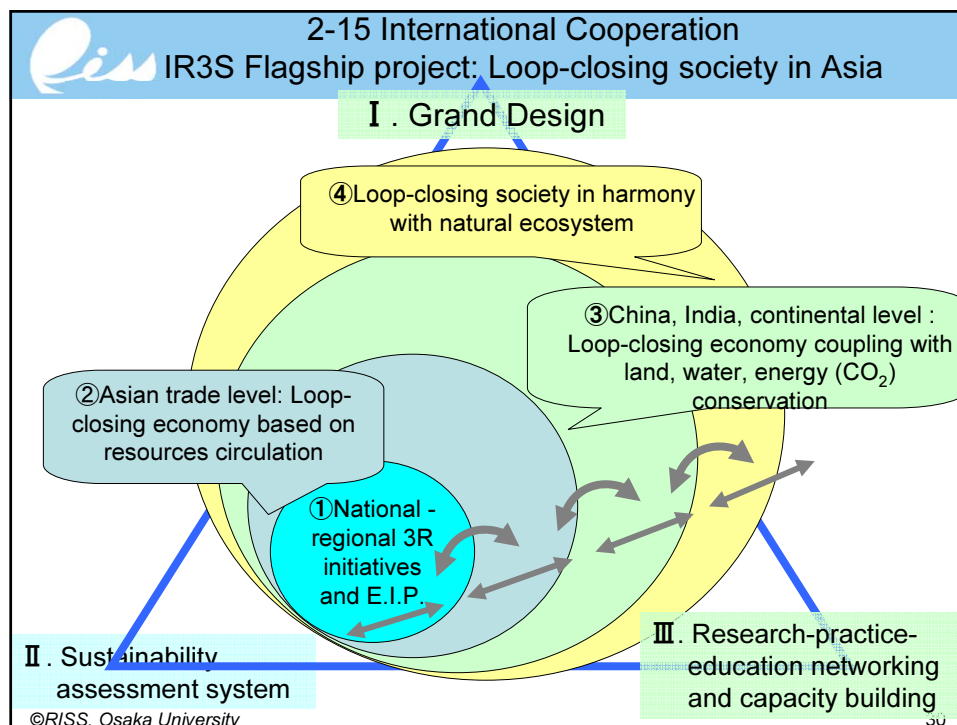 2-15 International Cooperation
Riss
IR3S Flagship project: Loop-closing society in Asia
Ⅰ. Grand Design
④Loop-closing society in harmony
with natural ecosystem
③China, India, continental level :
Loop-closing economy coupling with
land, water, energy (CO₂)
conservation
②Asian trade level: Loop-
closing economy based on
resources circulation
①National -
regional 3R
initiatives
and E.I.P.
Ⅱ. Sustainability
assessment system
Ⅲ. Research-practice-
education networking
and capacity building
©RISS, Osaka University
30